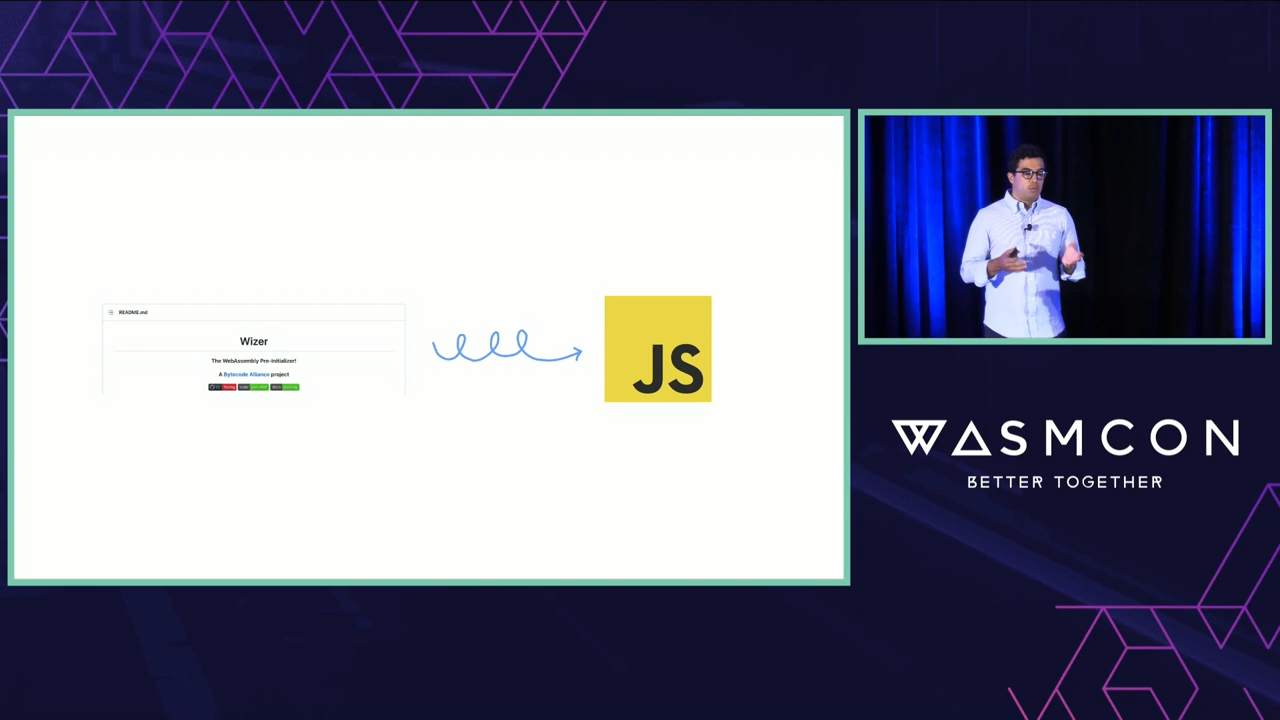 README.md
Wizer
The WebAssembly Pre-Initializer!
A Bytecode Alliance project
JS
WASMCON
BETTER TOGETHER